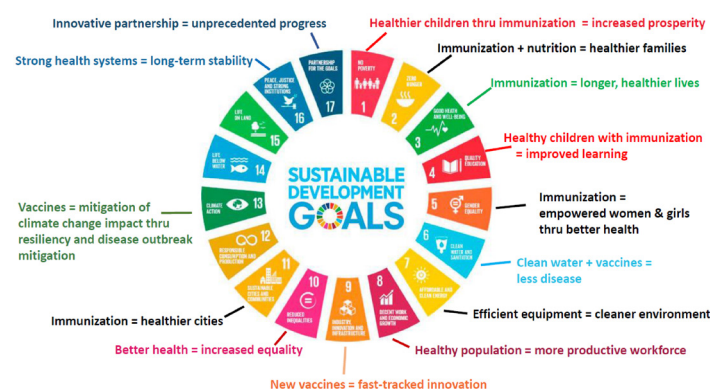 Innovative partnership = unprecedented progress
Healthier children thru immunization = increased prosperity
Immunization + nutrition = healthier families
Strong health systems = long-term stability
Immunization = longer, healthier lives
Healthy children with immunization
= improved learning
Vaccines = mitigation of
climate change impact thru
resiliency and disease outbreak
mitigation
Immunization =
empowered women & girls
thru better health
Clean water + vaccines =
less disease
Efficient equipment = cleaner environment
Immunization = healthier cities
Better health = increased equality
Healthy population = more productive workforce
New vaccines = fast-tracked innovation
SUSTAINABLE
DEVELOPMENT
GOALS
NO
POVERTY
1
ZERO
HUNGER
2
GOOD HEALTH
AND WELL-BEING
3
4
EDUCATION
5
GENDER
EQUALITY
6
CLEAN
WATER AND
SANITATION
7
AFFORDABLE AND
CLEAN ENERGY
8
DECENT WORK
AND ECONOMIC
GROWTH
9
INDUSTRY,
INNOVATION AND
INFRASTRUCTURE
10
REDUCED
INEQUALITIES
11
SUSTAINABLE
CITIES AND
COMMUNITIES
12
RESPONSIBLE
CONSUMPTION AND
PRODUCTION
13
CLIMATE
ACTION
14
LIFE
BELOW
WATER
15
LIFE
ON LAND
PEACE, JUSTICE
AND STRONG
INSTITUTIONS
16
PARTNERSHIP
FOR THE GOALS
17